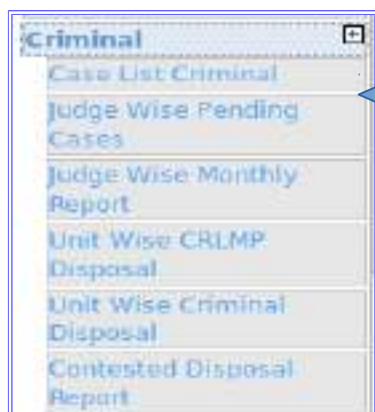 Criminal
Case List Criminal
Judge Wise Pending
Cases
Judge Wise Monthly
Report
Unit Wise CRLMP
Disposal
Unit Wise Criminal
Disposal
Contested Disposal
Report